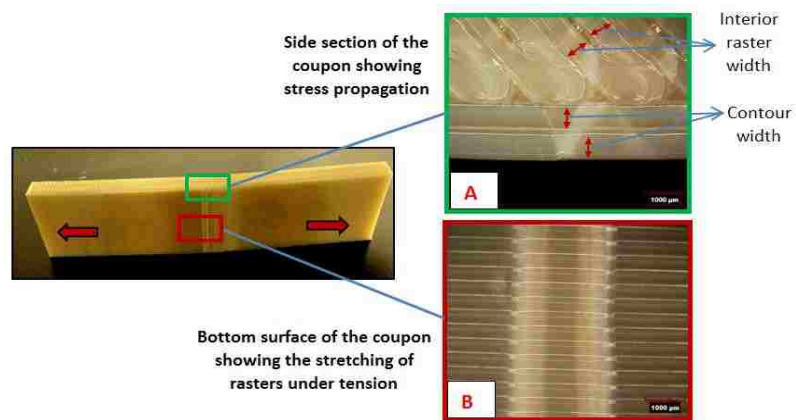 Side section of the
coupon showing
stress propagation
Interior
raster width
Contour
width
A
1000 µm
Bottom surface of the coupon
showing the stretching of
rasters under tension
B
1000 µm